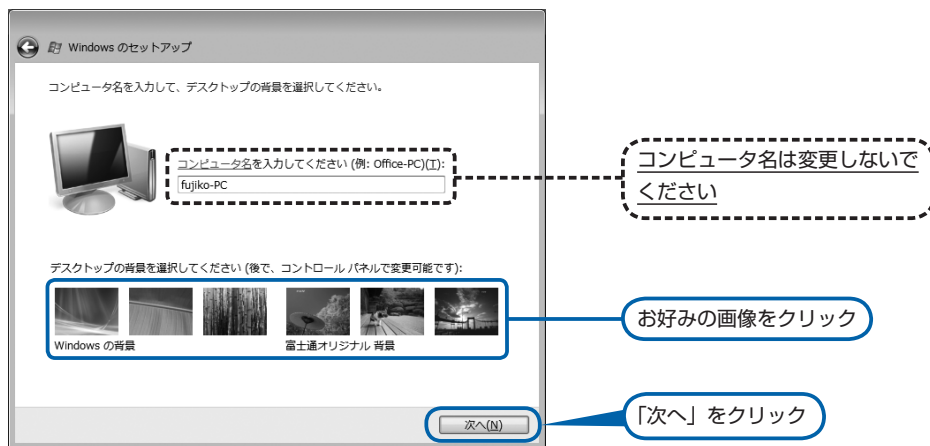 Windows のセットアップ
コンピュータ名を入力して、デスクトップの背景を選択してください。
コンピュータ名を入力してください (例: Office-PC)(T):
fujiko-PC
コンピュータ名は変更しないで
ください
デスクトップの背景を選択してください (後で、コントロール パネルで変更可能です):
Windows の背景
富士通オリジナル 背景
お好みの画像をクリック
次へ(N)
「次へ」をクリック